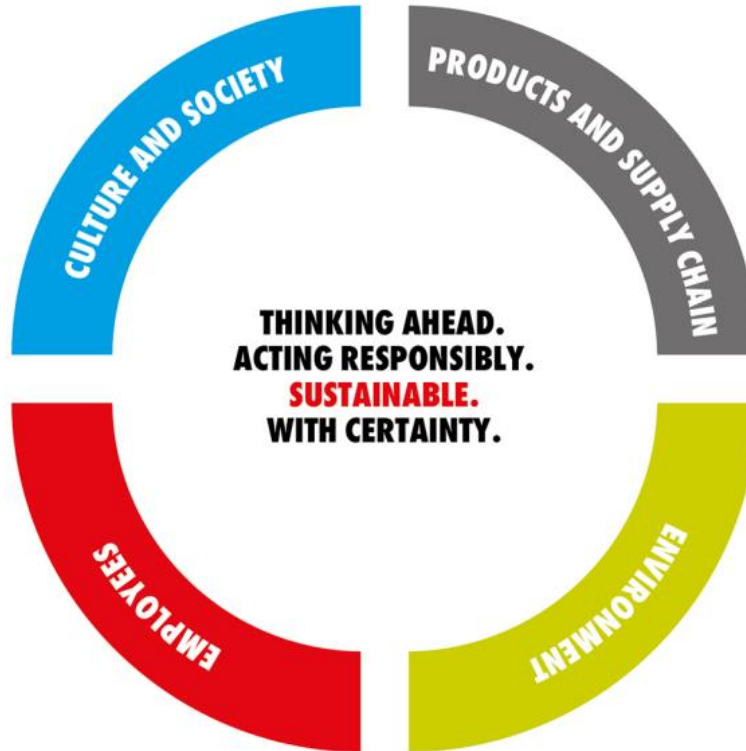 CULTURE AND SOCIETY
PRODUCTS AND SUPPLY CHAIN
THINKING AHEAD.
ACTING RESPONSIBLY.
SUSTAINABLE.
WITH CERTAINTY.
EMPLOYEES
ENVIRONMENT